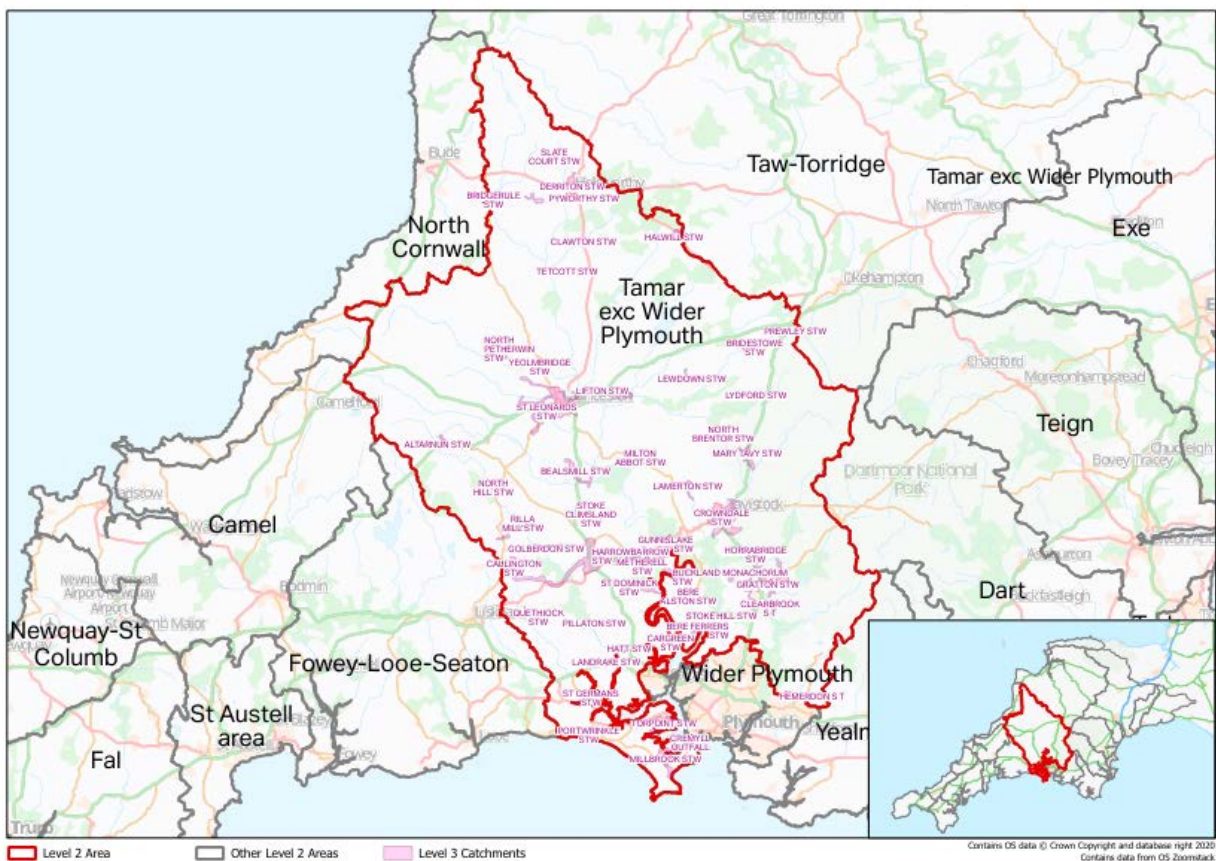 Great Torrington
Bude
SLATE
COURT STW
Taw-Torridge
DERRITON STW
BRIDGERULE
STW
PYWORTHY STW
Tamar exc Wider Plymouth
North Tawton
Exe
North
Cornwall
CLAWTON STW
HALWILL STW
TETCOTT STW
Okehampton
Tamar
exc Wider
Plymouth
PREWLEY STW
BRIDESTOWE
STW
NORTH
PETHERWIN
STW
YEOLMBRIDGE
STW
Chagford
Moretonhampstead
LEWDOWN STW
LIFTON STW
LYDFORD STW
Camelford
ST LEONARDS
STW
Teign
NORTH
BRENTOR STW
Chudleigh
ALTARNUN STW
MARY TAVY STW
MILTON
ABBOT STW
Bovey Tracey
BEALSMILL STW
Dartmoor National
Park
NORTH
HILL STW
LAMERTON STW
Padstow
Tavistock
STOKE
CLIMSLAND
STW
CROWNDALE
STW
Camel
RILLA
MILL STW
GUNNISLAKE
STW
GOLBERDON STW
HARROWBARROW
STW
HORRABRIDGE
STW
Ashburton
METHERELL
STW
CALLINGTON
STW
BUCKLAND MONACHORUM
STW
Newquay Cornwall
Airport Newquay
Airport
Bodmin
ST DOMINICK
STW
GRATTON STW
Dart
BERE
ALSTON STW
CLEARBROOK
S T
QUETHIOCK
STW
PILLATON STW
STOKE HILL STW
BERE FERRERS
STW
Newquay-St
Columb
CARGREEN
STW
HATT STW
Fowey-Looe-Seaton
LANDRAKE STW
Wider Plymouth
ST GERMANS
STW
HEMERDON S T
St Austell
area
TORPOINT STW
Plymouth
Yealm
PORTWRINKLE
STW
CREMYLL
OUTFALL
Fal
Fowey
MILLBROOK STW
Truro
Level 2 Area
Other Level 2 Areas
Level 3 Catchments
Contains OS data © Crown Copyright and database right 2020
Contains data from OS Zoomstack